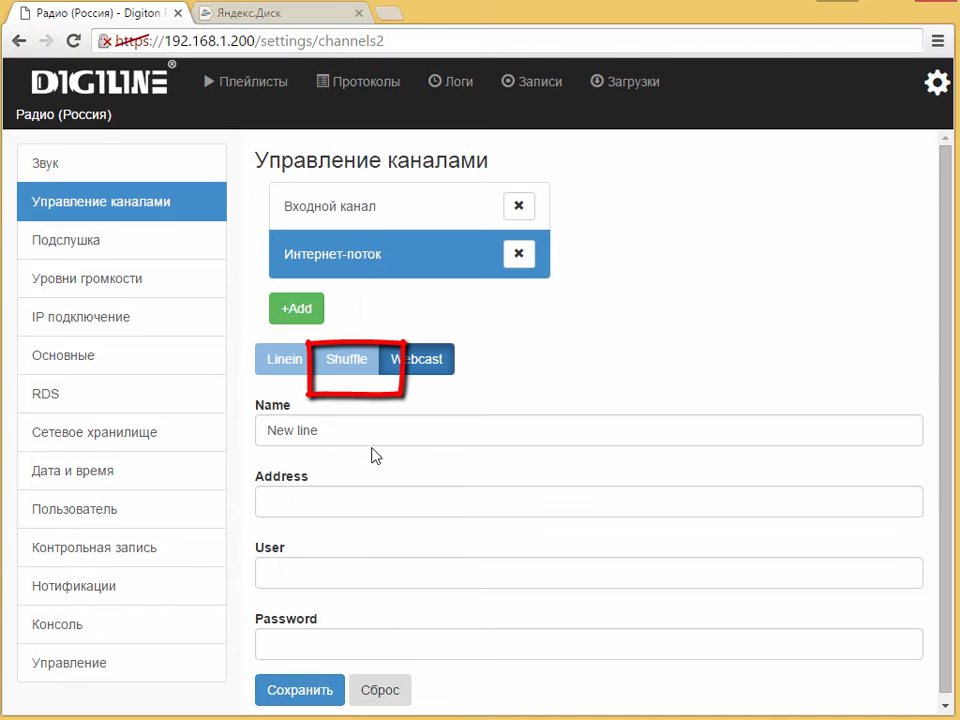 Радио (Россия) - Digiton
Яндекс.Диск
https://192.168.1.200/settings/channels2
DIGILINE®
Плейлисты
Протоколы
Логи
Записи
Загрузки
Радио (Россия)
Звук
Управление каналами
Подслушка
Уровни громкости
IP подключение
Основные
RDS
Сетевое хранилище
Дата и время
Пользователь
Контрольная запись
Нотификации
Консоль
Управление
Управление каналами
Входной канал
Интернет-поток
+Add
Linein
Shuffle
Webcast
Name
New line
Address
User
Password
Сохранить
Сброс